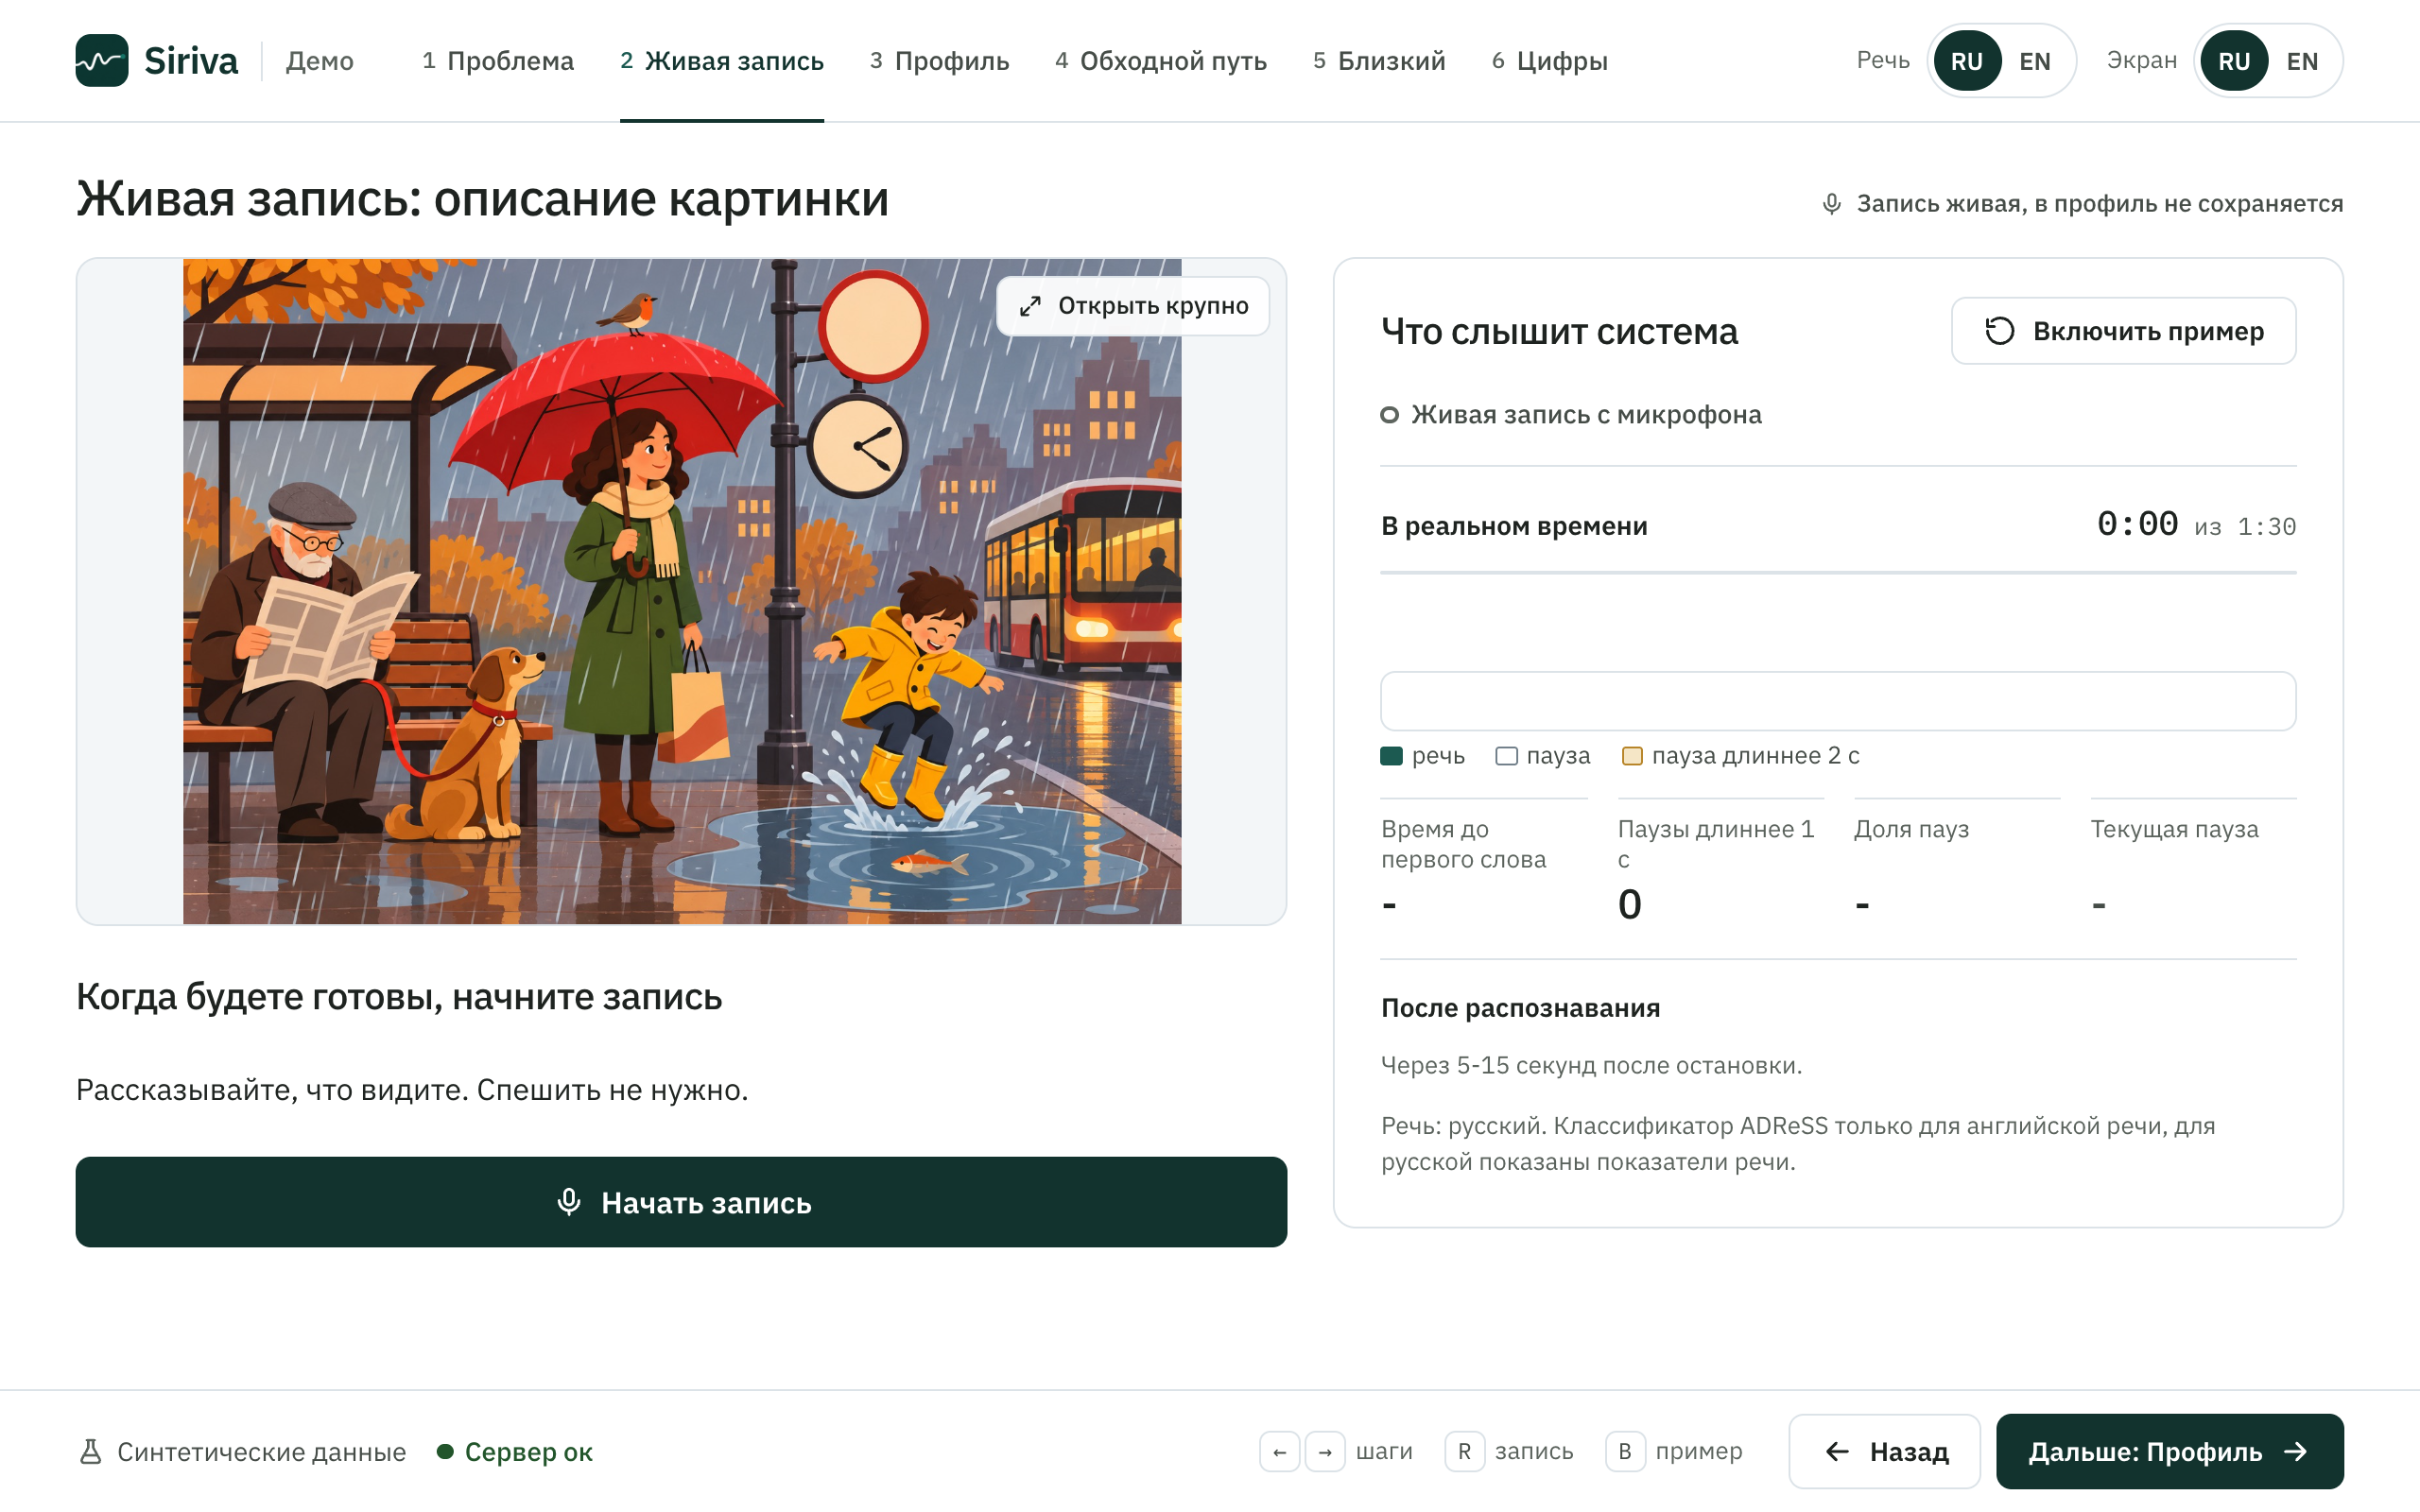 Siriva
Демо
1 Проблема
2 Живая запись
3 Профиль
4 Обходной путь
5 Близкий
6 Цифры
Речь RU EN
Экран RU EN
Живая запись: описание картинки
Запись живая, в профиль не сохраняется
Открыть крупно
Что слышит система
Включить пример
Живая запись с микрофона
В реальном времени
0:00 из 1:30
речь
пауза
пауза длиннее 2 с
Время до
первого слова
-
Паузы длиннее 1
с
0
Доля пауз
-
Текущая пауза
-
После распознавания
Через 5-15 секунд после остановки.
Речь: русский. Классификатор ADReSS только для английской речи, для
русской показаны показатели речи.
Когда будете готовы, начните запись
Рассказывайте, что видите. Спешить не нужно.
Начать запись
Синтетические данные
Сервер ок
← → шаги
R запись
B пример
← Назад
Дальше: Профиль →